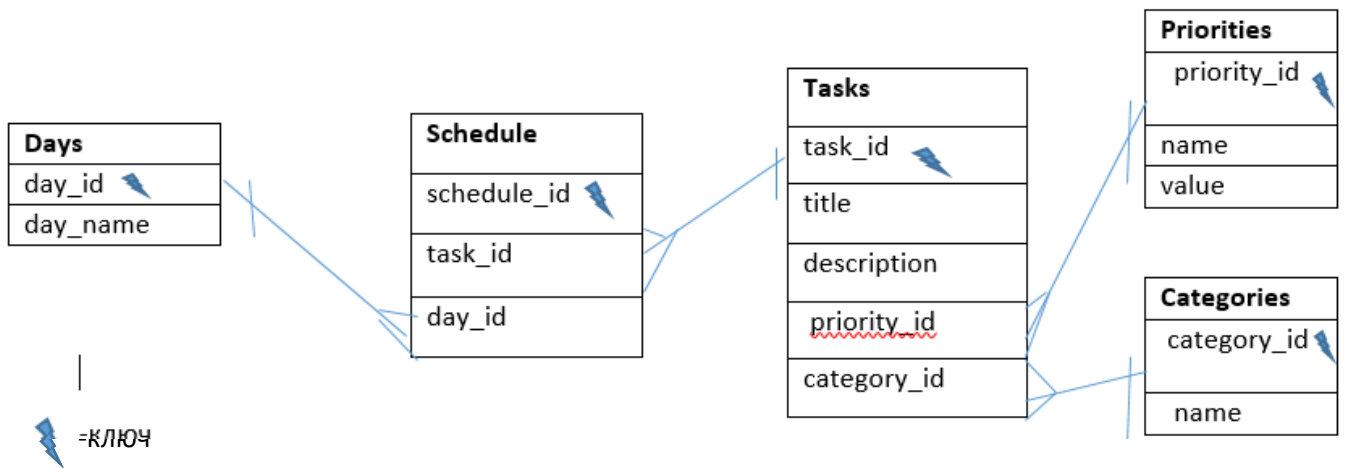 Days
day_id
day_name
Schedule
schedule_id
task_id
day_id
Tasks
task_id
title
description
priority_id
category_id
Priorities
priority_id
name
value
Categories
category_id
name
=ключ